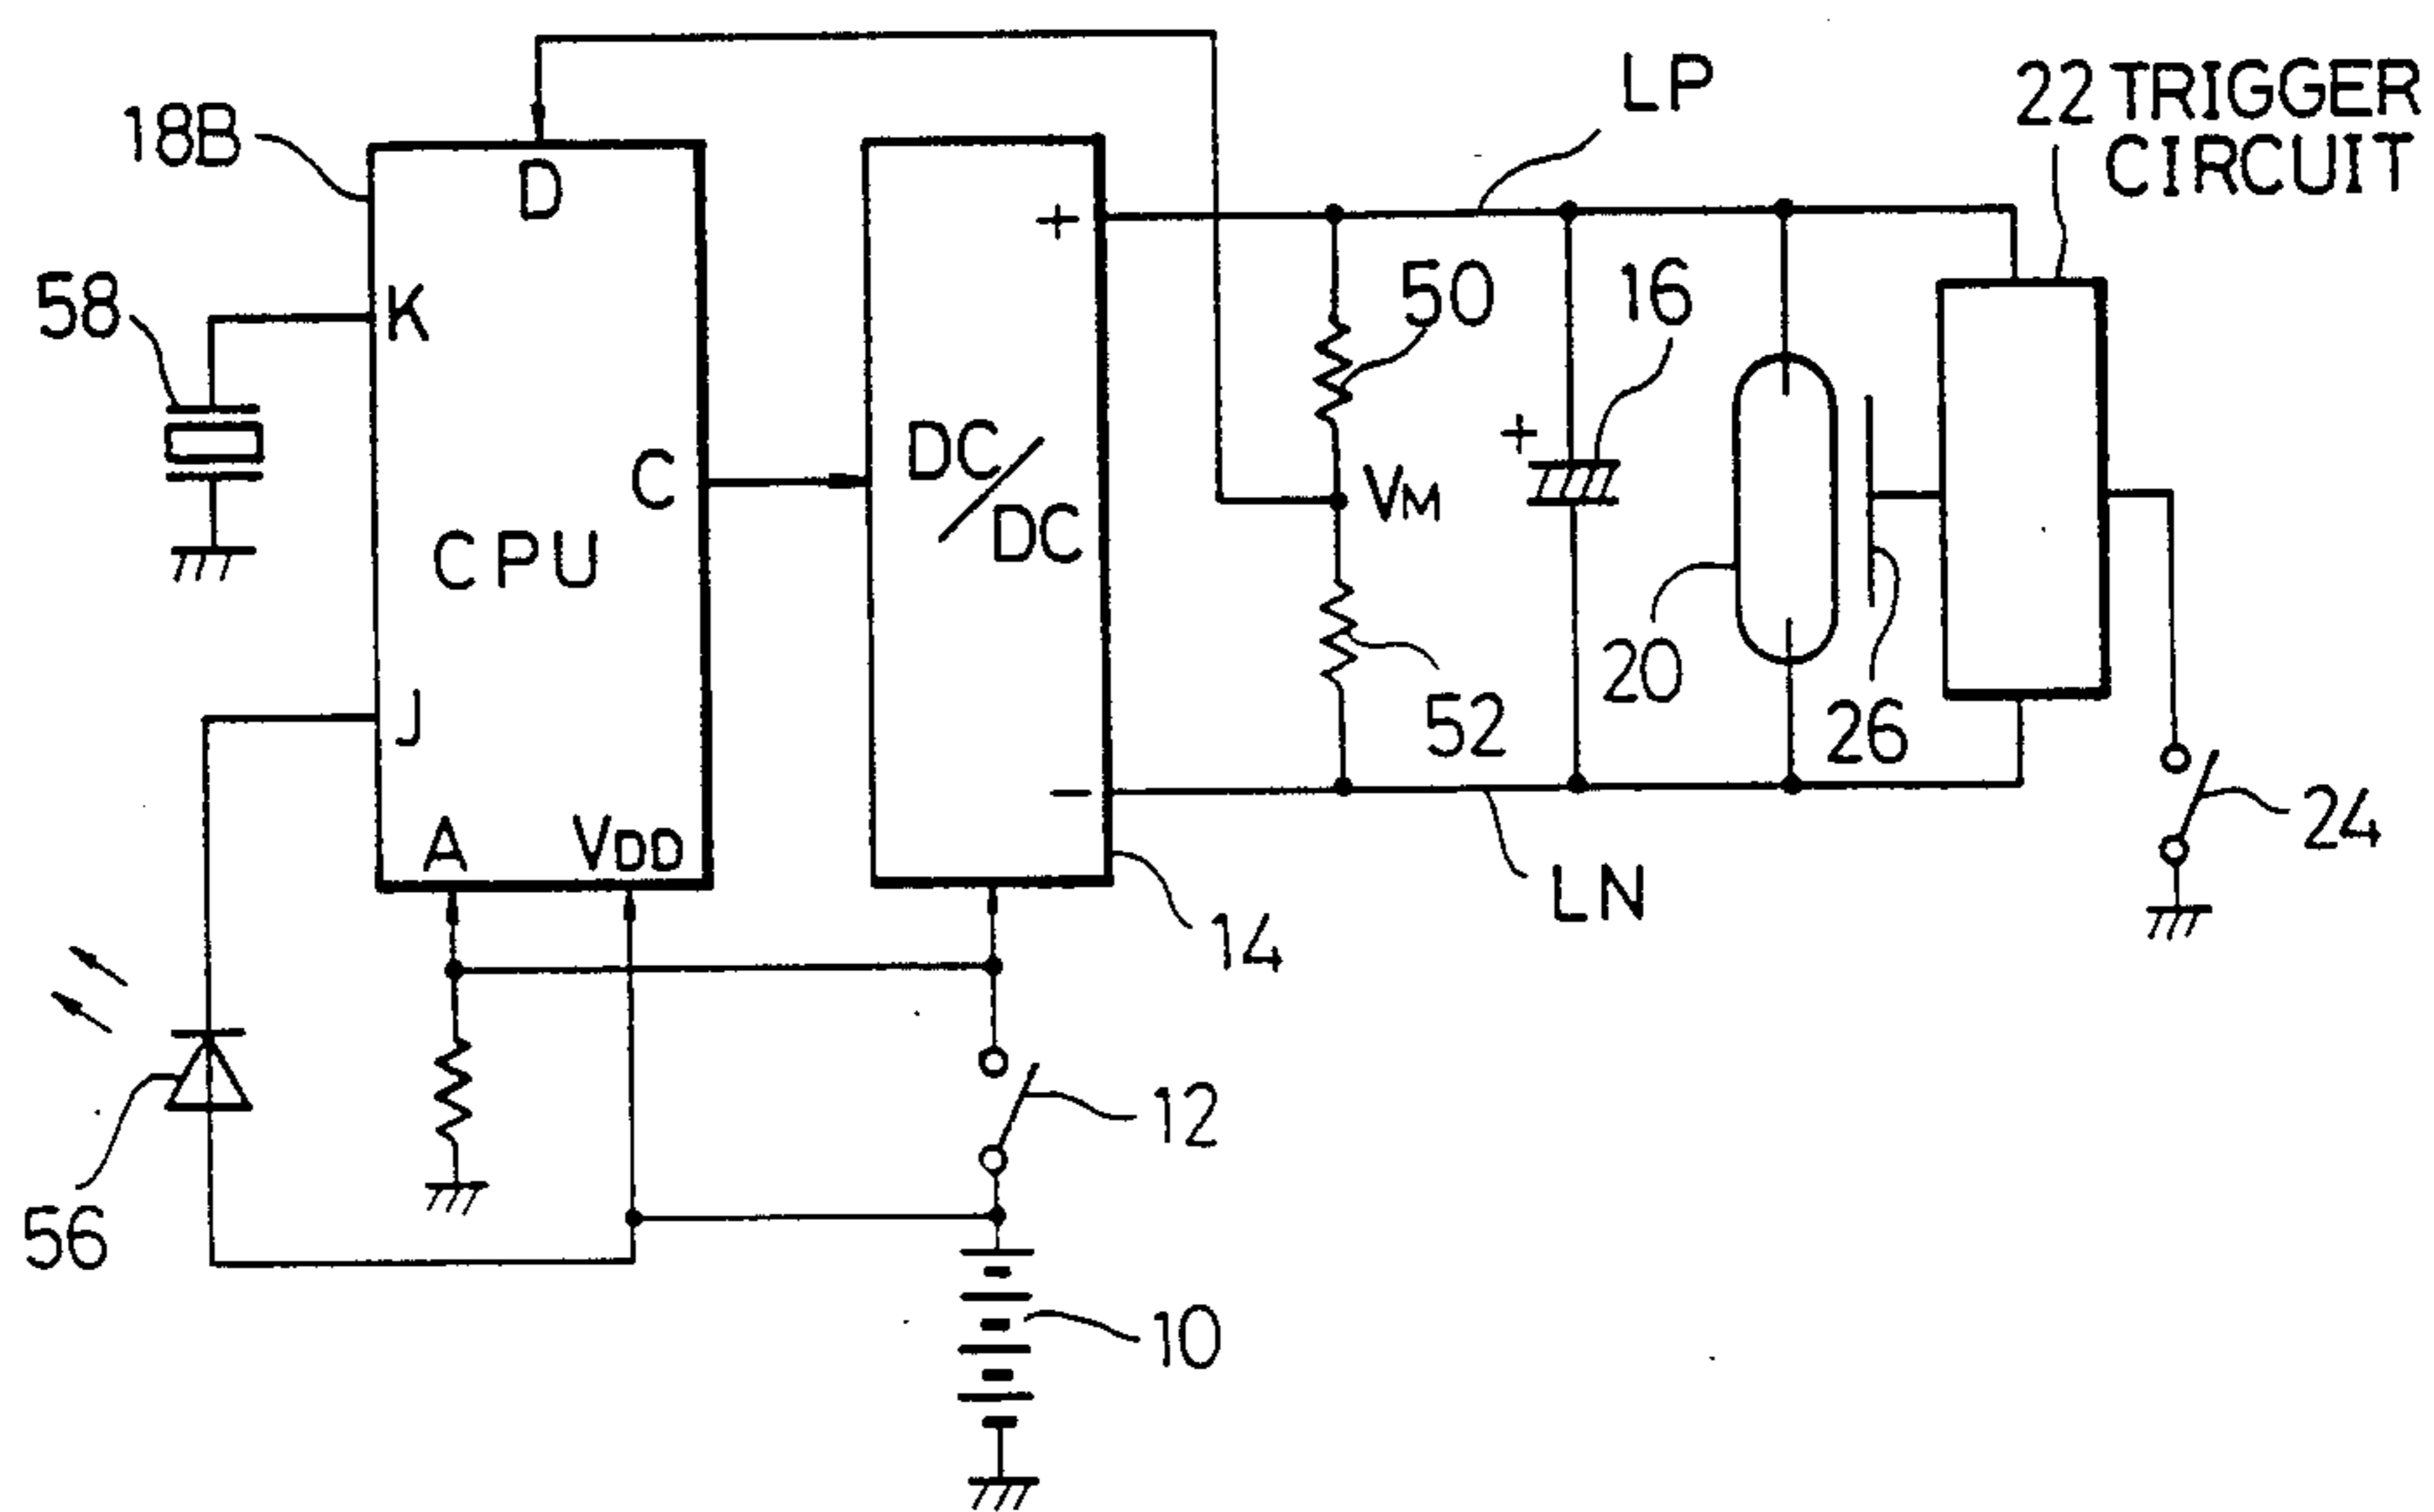 LP
22 TRIGGER
CIRCUIT
18B
D
+
58
K
50
16
+
C
DC/DC
VM
CPU
20
52
26
J
A
VDD
−
24
LN
14
56
12
10